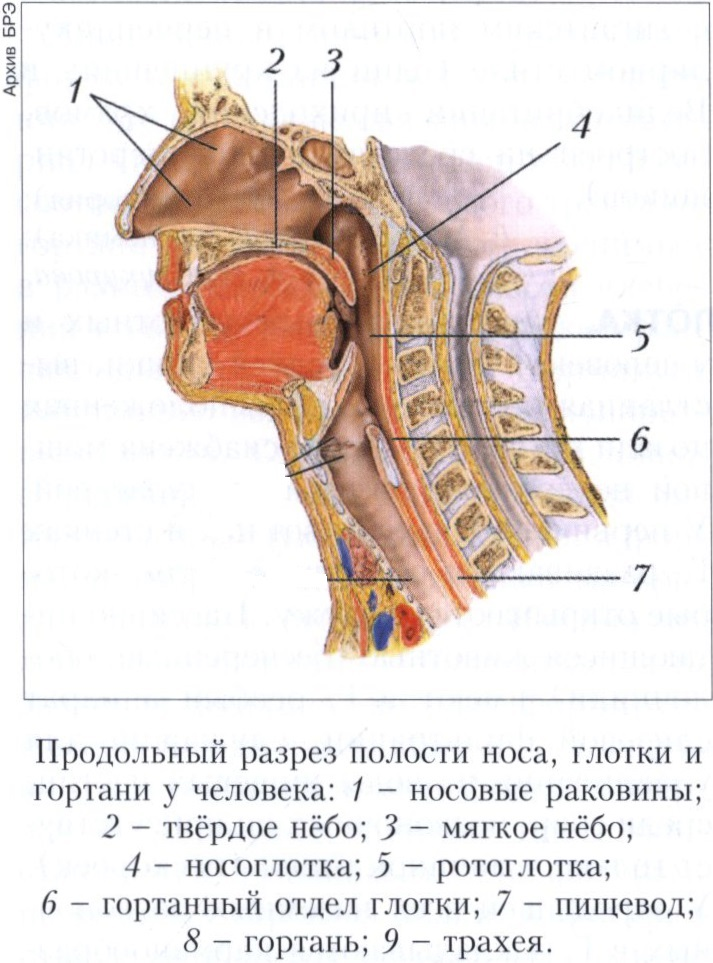 Архив БРЭ
1
2
3
4
5
6
7
Продольный разрез полости носа, глотки и
гортани у человека: 1 – носовые раковины;
2 – твёрдое нёбо; 3 – мягкое нёбо;
4 – носоглотка; 5 – ротоглотка;
6 – гортанный отдел глотки; 7 – пищевод;
8 – гортань; 9 – трахея.